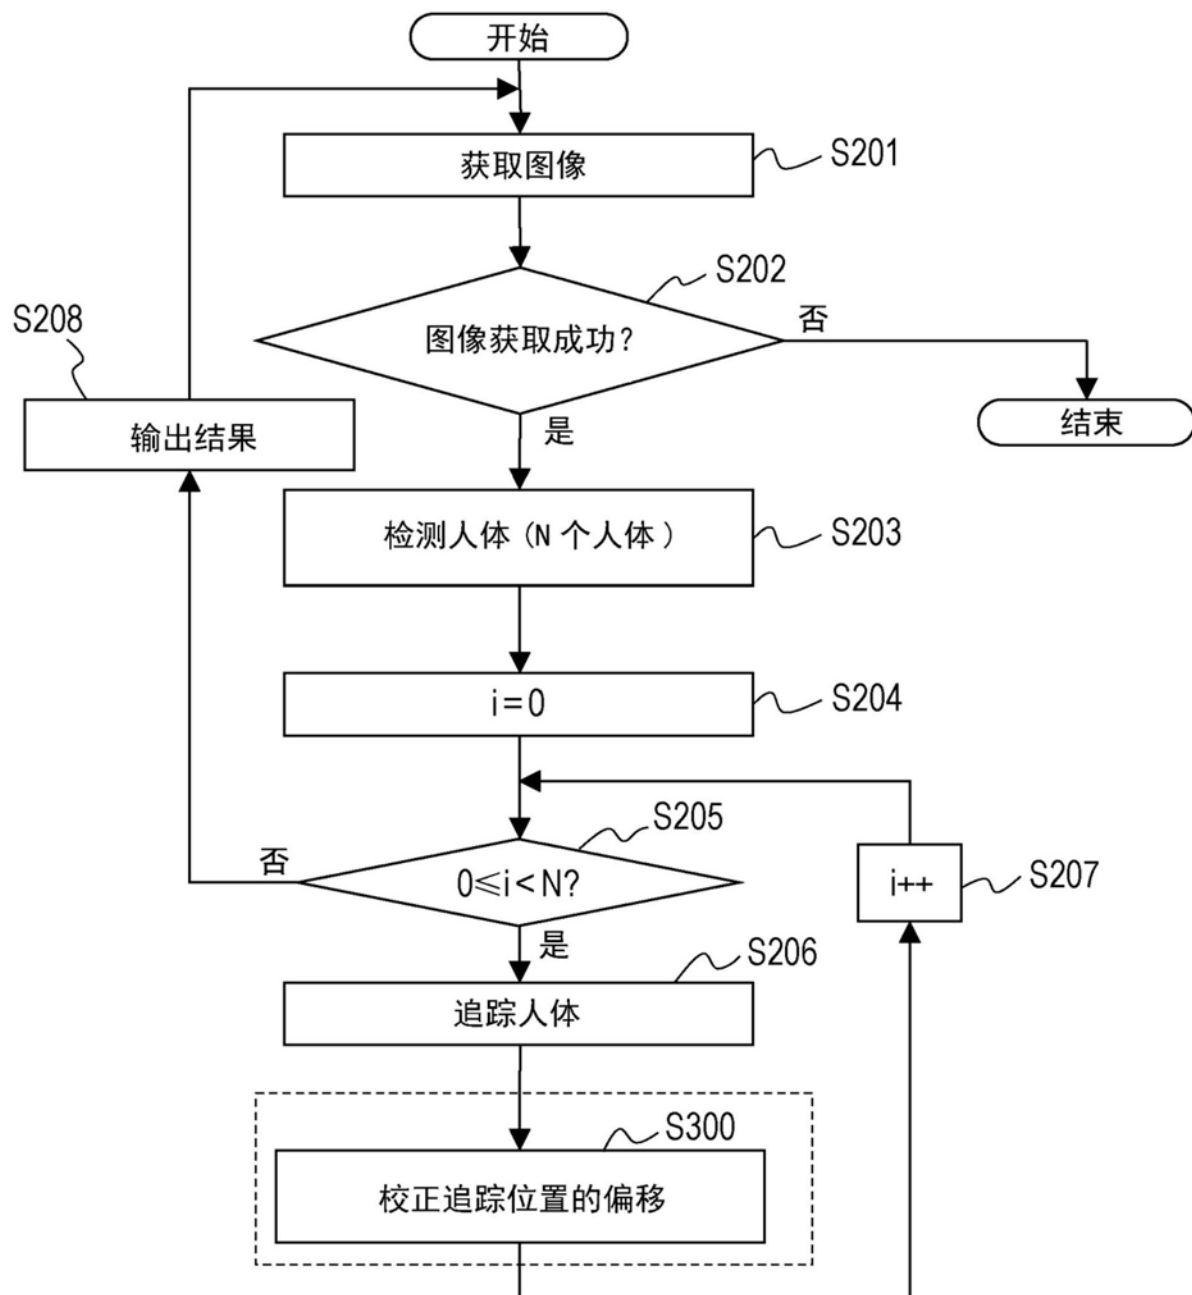 开始
获取图像
S201
S202
图像获取成功?
否
S208
输出结果
结束
是
检测人体(N 个人体)
S203
i=0
S204
S205
否
0≤i<N?
i++
S207
是
S206
追踪人体
S300
校正追踪位置的偏移